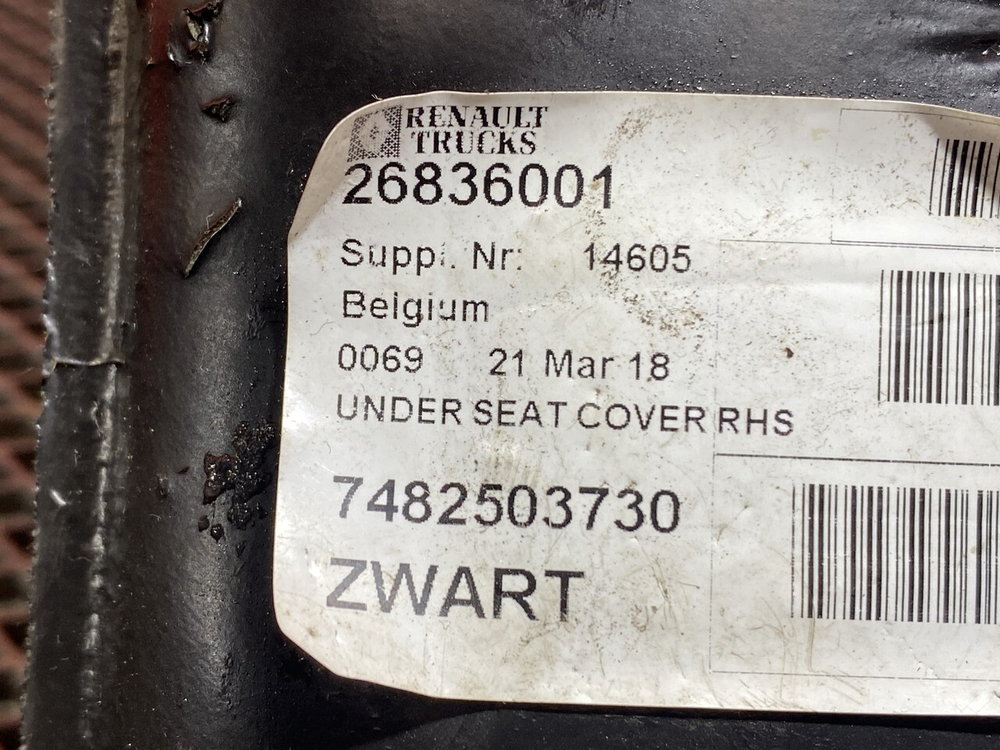 RENAULT
TRUCKS
26836001
Suppl. Nr: 14605
Belgium
0069 21 Mar 18
UNDER SEAT COVER RHS
7482503730
ZWART